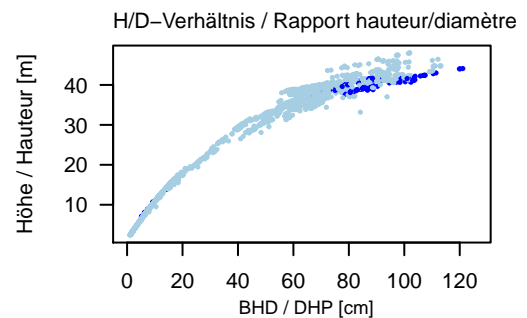 H/D−Verhältnis / Rapport hauteur/diamètre
Höhe / Hauteur [m]
40
30
20
10
0 20 40 60 80 100 120
BHD / DHP [cm]